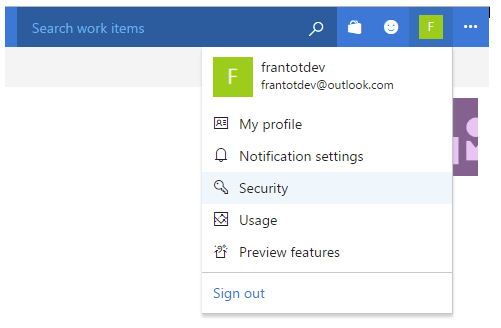 Search work items
F
F
frantotdev
frantotdev@outlook.com
My profile
Notification settings
Security
Usage
Preview features
Sign out